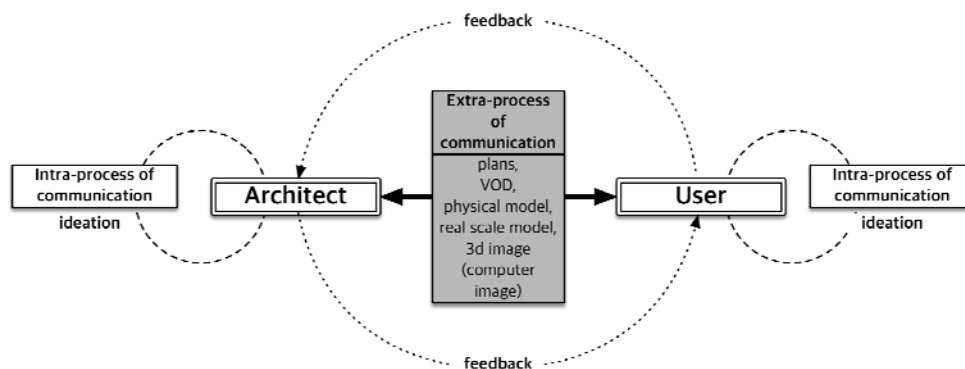 feedback
Extra-process
of
communication
plans,
VOD,
physical model,
real scale model,
3d image
(computer
image)
Intra-process of
communication
ideation
Architect
User
Intra-process of
communication
ideation
feedback